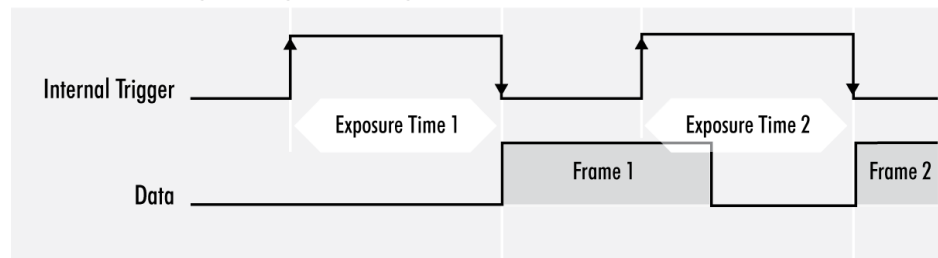 Internal Trigger
Exposure Time 1
Exposure Time 2
Data
Frame 1
Frame 2